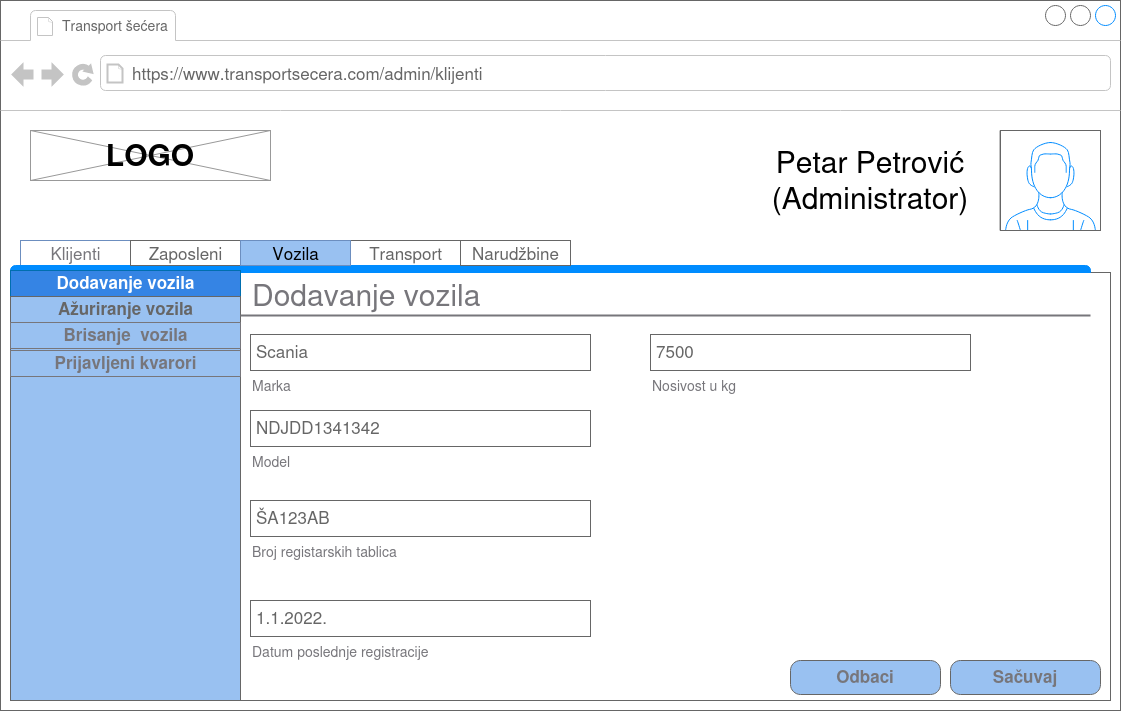 Transport šećera
https://www.transportsecera.com/admin/klijenti
LOGO
Petar Petrović
(Administrator)
Klijenti
Zaposleni
Vozila
Transport
Narudžbine
Dodavanje vozila
Ažuriranje vozila
Brisanje  vozila
Prijavljeni kvarori
Dodavanje vozila
Scania
Marka
7500
Nosivost u kg
NDJDD1341342
Model
ŠA123AB
Broj registarskih tablica
1.1.2022.
Datum poslednje registracije
Odbaci
Sačuvaj